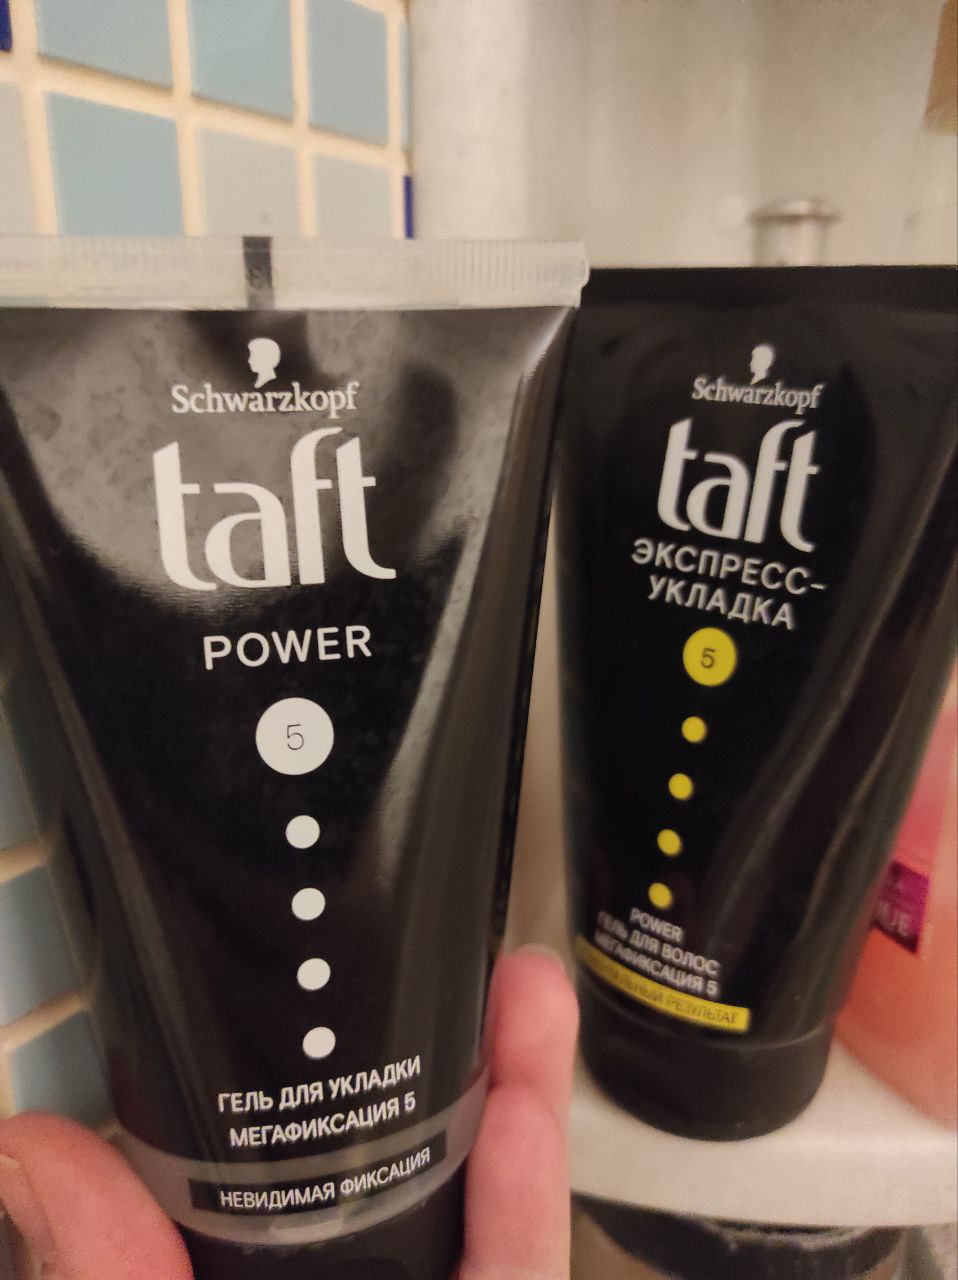 Schwarzkopf
taft
POWER
5
ГЕЛЬ ДЛЯ УКЛАДКИ
МЕГАФИКСАЦИЯ 5
НЕВИДИМАЯ ФИКСАЦИЯ
Schwarzkopf
taft
ЭКСПРЕСС-
УКЛАДКА
5
POWER
ГЕЛЬ ДЛЯ ВОЛОС
МЕГАФИКСАЦИЯ 5
РЕЗУЛЬТАТ